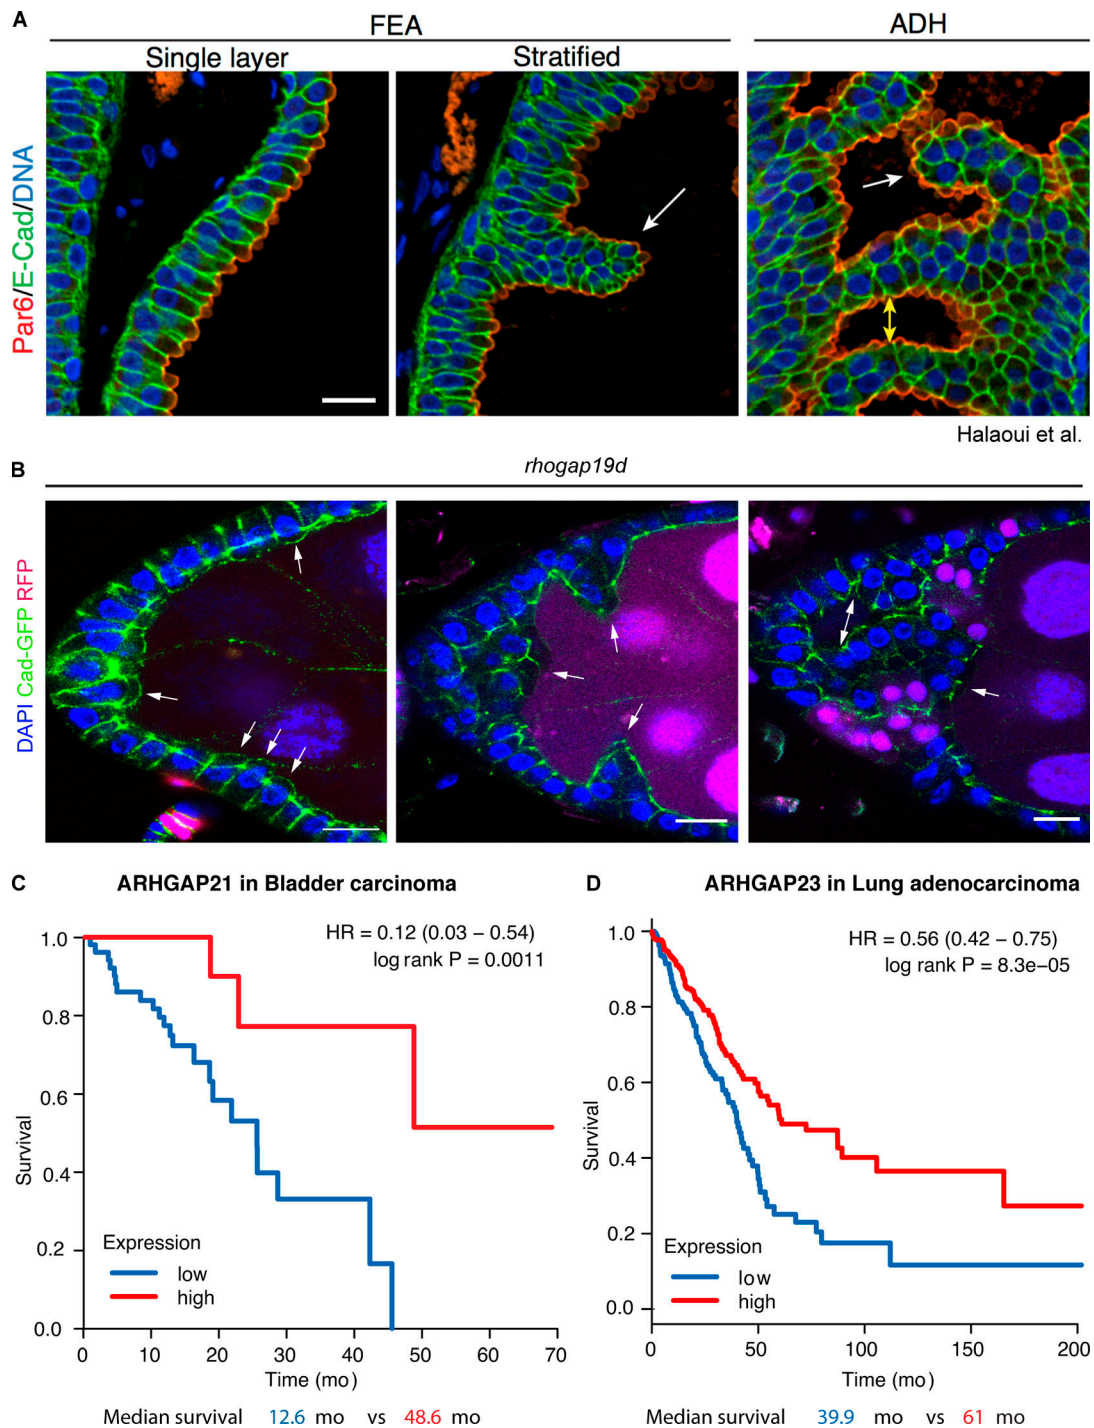 A
FEA
ADH
Single layer
Stratified
Par6/E-Cad/DNA
Halaoui et al.
B
rhogap19d
DAPI Cad-GFP RFP
C
ARHGAP21 in Bladder carcinoma
HR = 0.12 (0.03 – 0.54)
log rank P = 0.0011
1.0
0.8
0.6
0.4
0.2
0.0
Survival
Expression
low
high
0 10 20 30 40 50 60 70
Time (mo)
Median survival 12.6 mo vs 48.6 mo
D
ARHGAP23 in Lung adenocarcinoma
HR = 0.56 (0.42 – 0.75)
log rank P = 8.3e–05
1.0
0.8
0.6
0.4
0.2
0.0
Survival
Expression
low
high
0 50 100 150 200
Time (mo)
Median survival 39.9 mo vs 61 mo